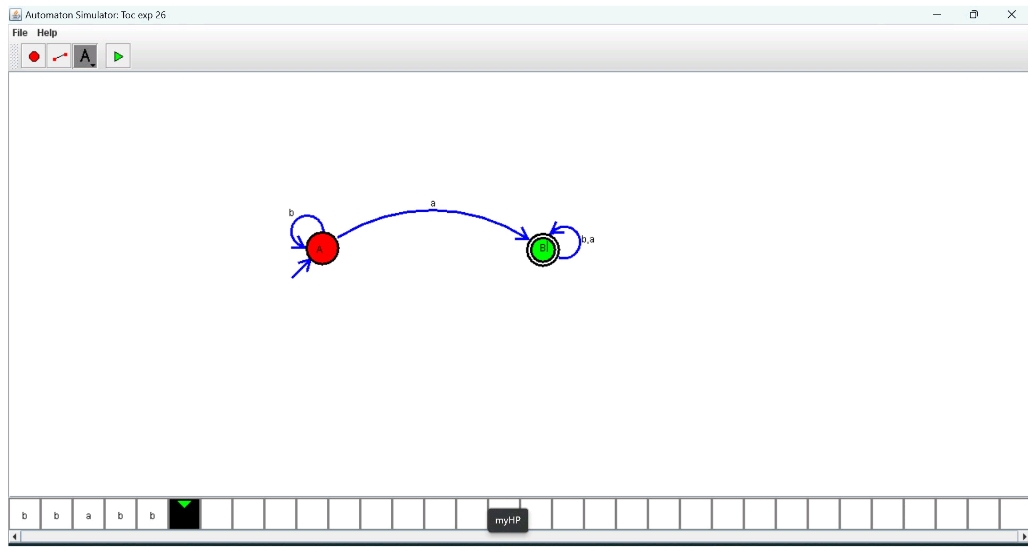 Automaton Simulator: Toc exp 26
File Help
A
a
b
A
B
b,a
b b a b b
myHP